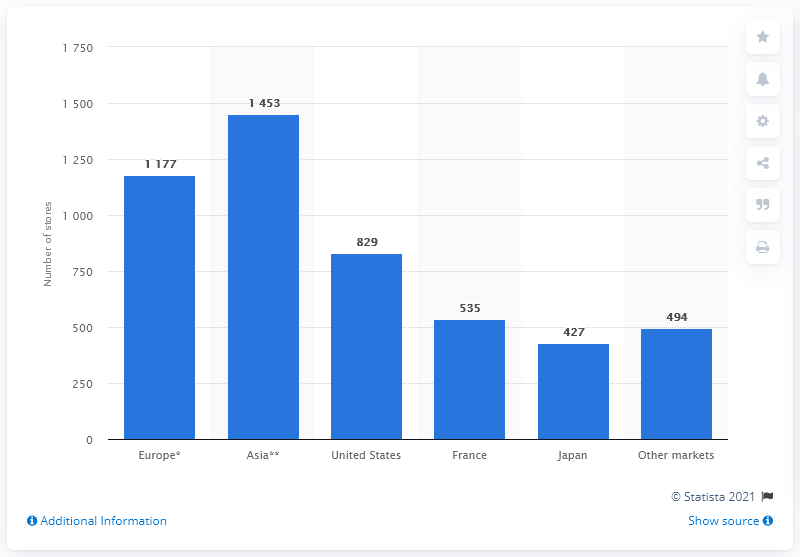 1 750
1 500
1 250
1 000
750
500
250
0
Number of stores
1 177
1 453
829
535
427
494
Europe*
Asia**
United States
France
Japan
Other markets
© Statista 2021
Additional Information
Show source